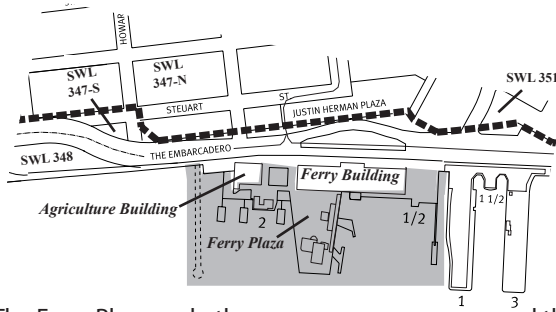 HOWAR
SWL
347-S
SWL
347-N
SWL 351
STEUART
ST
JUSTIN HERMAN PLAZA
SWL 348
THE EMBARCADERO
Ferry Building
Agriculture Building
2
Ferry Plaza
1/2
1 1/2
1
3